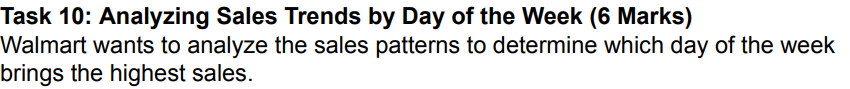 Task 10: Analyzing Sales Trends by Day of the Week (6 Marks)
Walmart wants to analyze the sales patterns to determine which day of the week
brings the highest sales.